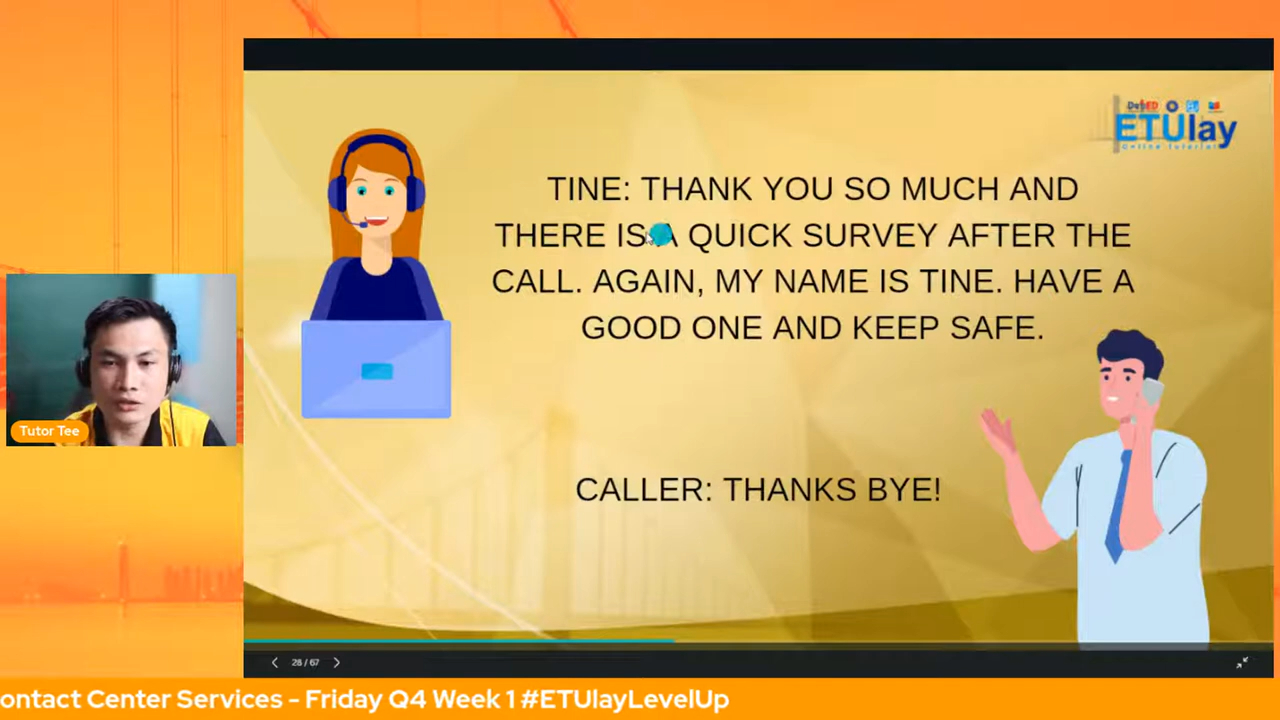 DepED
ETUlay
Online Tutorial
TINE: THANK YOU SO MUCH AND
THERE IS A QUICK SURVEY AFTER THE
CALL. AGAIN, MY NAME IS TINE. HAVE A
GOOD ONE AND KEEP SAFE.
Tutor Tee
CALLER: THANKS BYE!
28 / 67
ontact Center Services - Friday Q4 Week 1 #ETUlayLevelUp